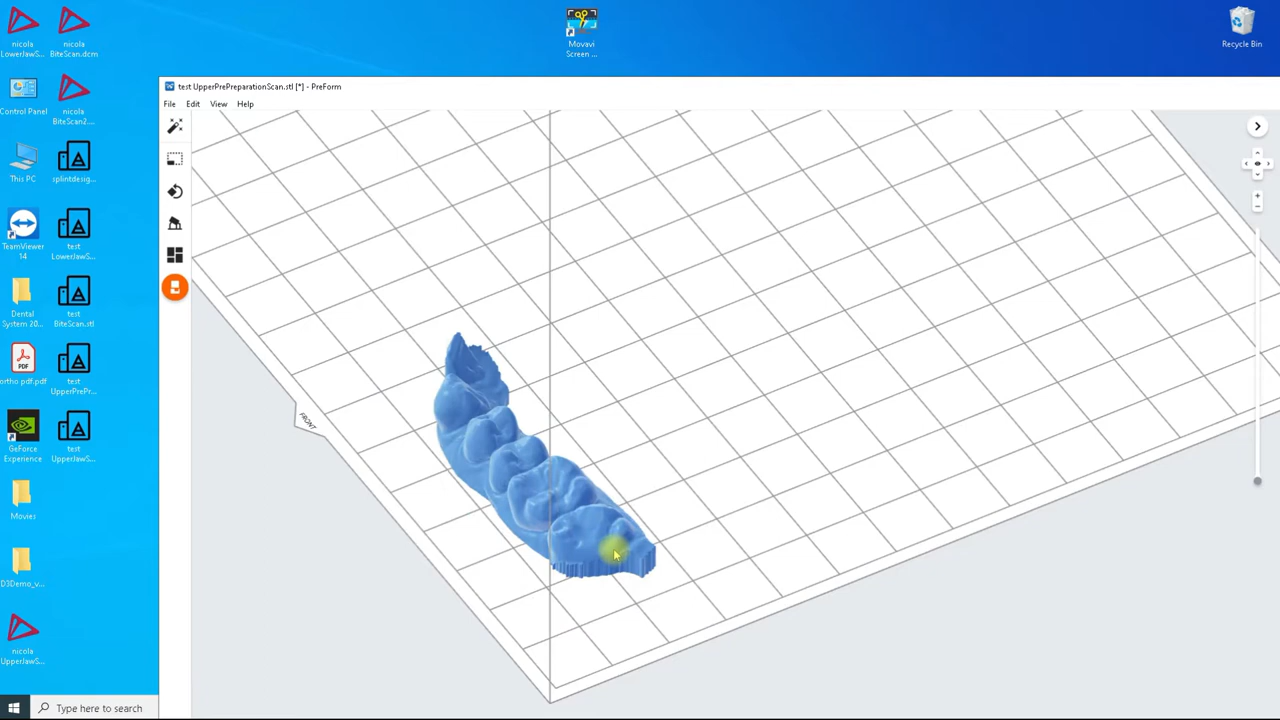 nicola
LowerJawS...
nicola
BiteScan.dcm
Movavi
Screen ...
Recycle Bin
test UpperPrePreparationScan.stl [*] - PreForm
File Edit View Help
Control Panel
nicola
BiteScan2....
This PC
splintdesig...
TeamViewer
14
test
LowerJawS...
Dental
System 20...
test
BiteScan.stl
PDF
ortho pdf.pdf
test
UpperPrePr...
FRONT
GeForce
Experience
test
UpperJawS...
Movies
D3Demo_v...
nicola
UpperJawS...
Type here to search